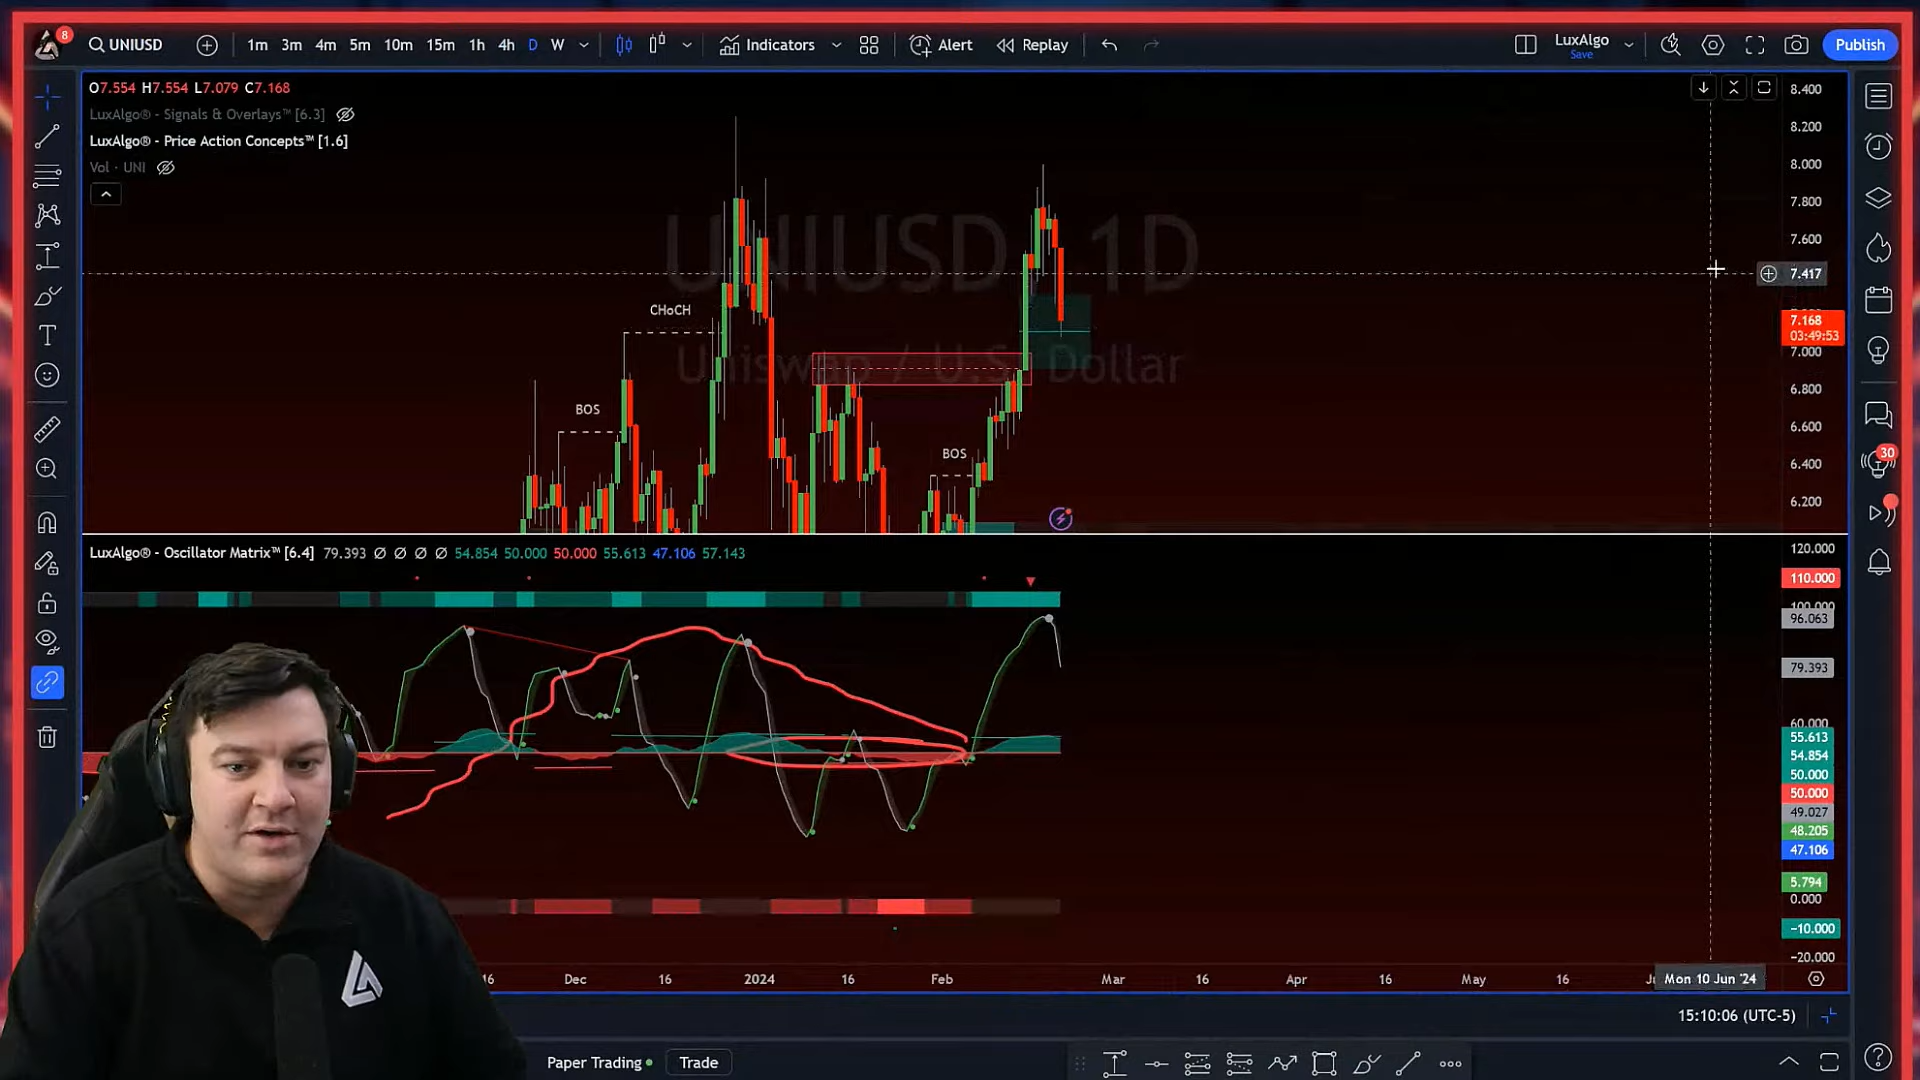 8
UNIUSD
1m 3m 4m 5m 10m 15m 1h 4h D W
Indicators
Alert
Replay
LuxAlgo
Save
Publish
O7.554 H7.554 L7.079 C7.168
LuxAlgo® - Signals & Overlays™ [6.3]
LuxAlgo® - Price Action Concepts™ [1.6]
Vol · UNI
UNIUSD, 1D
Uniswap / U.S. Dollar
CHoCH
BOS
BOS
8.400
8.200
8.000
7.800
7.600
7.417
7.168
03:49:53
7.000
6.800
6.600
6.400
6.200
30
LuxAlgo® - Oscillator Matrix™ [6.4] 79.393 ∅ ∅ ∅ ∅ 54.854 50.000 50.000 55.613 47.106 57.143
120.000
110.000
100.000
96.063
79.393
60.000
55.613
54.854
50.000
50.000
49.027
48.205
47.106
5.794
0.000
−10.000
−20.000
16 Dec 16 2024 16 Feb Mar 16 Apr 16 May 16 Mon 10 Jun '24
15:10:06 (UTC-5)
Paper Trading
Trade